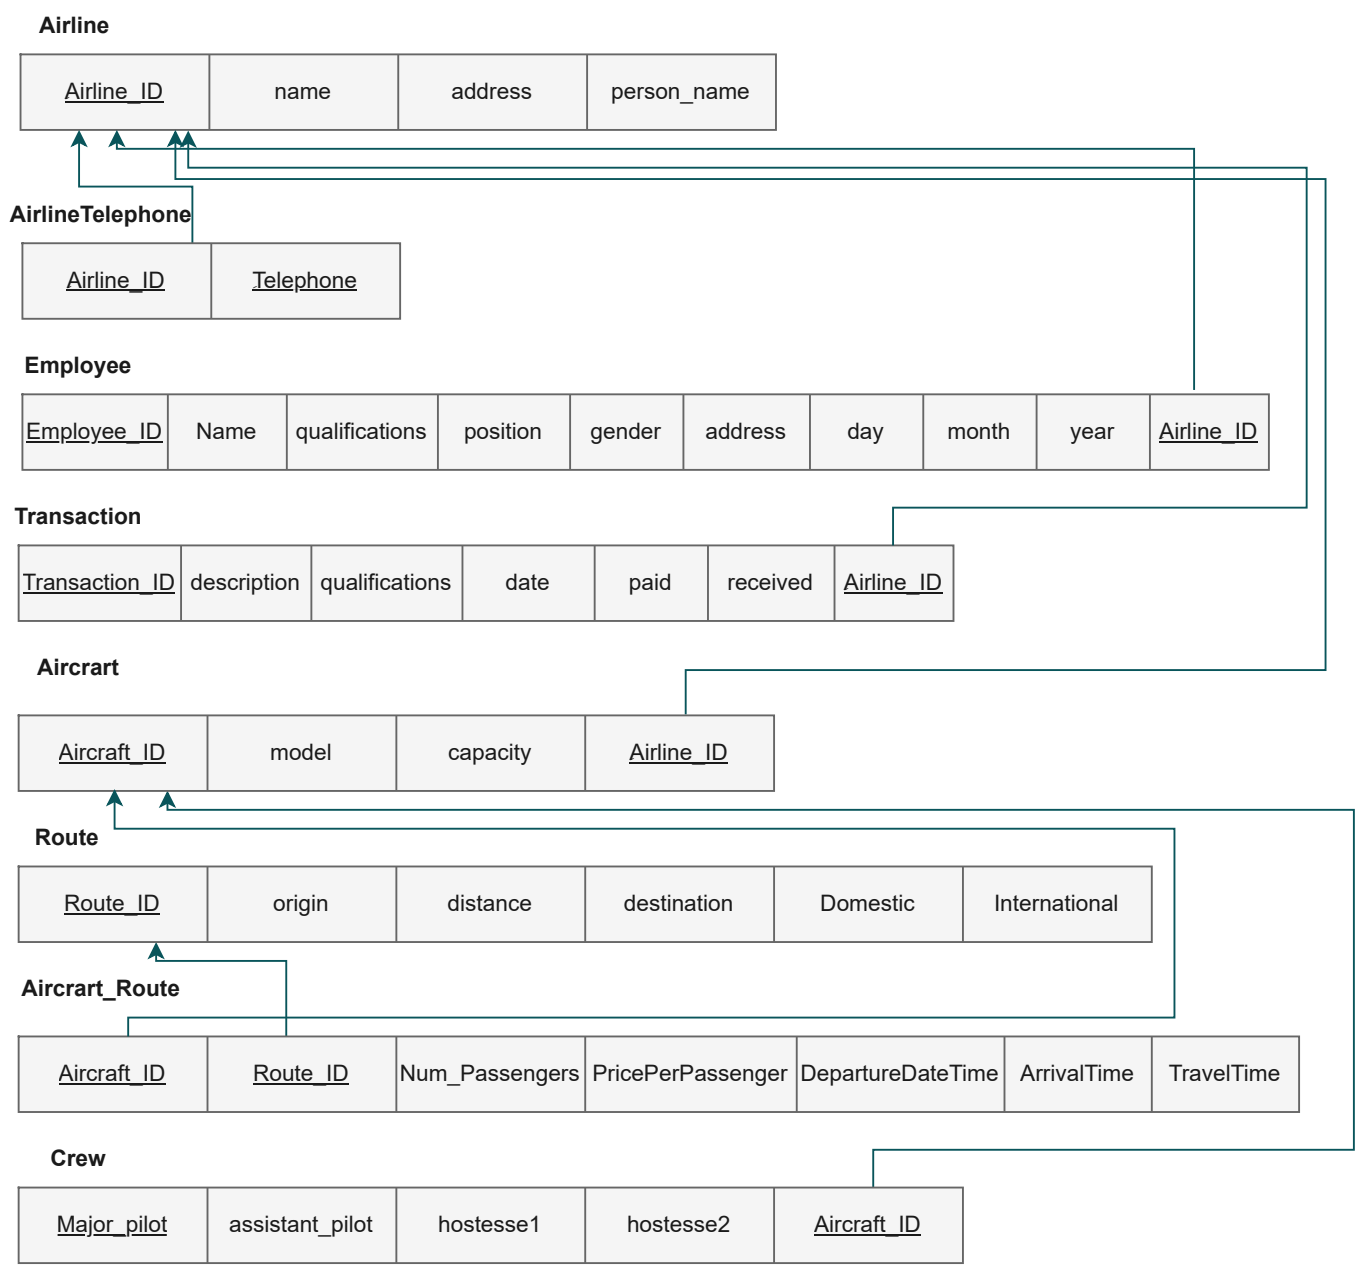 Airline
Airline_ID name address person_name
AirlineTelephone
Airline_ID Telephone
Employee
Employee_ID Name qualifications position gender address day month year Airline_ID
Transaction
Transaction_ID description qualifications date paid received Airline_ID
Aircrart
Aircraft_ID model capacity Airline_ID
Route
Route_ID origin distance destination Domestic International
Aircrart_Route
Aircraft_ID Route_ID Num_Passengers PricePerPassenger DepartureDateTime ArrivalTime TravelTime
Crew
Major_pilot assistant_pilot hostesse1 hostesse2 Aircraft_ID